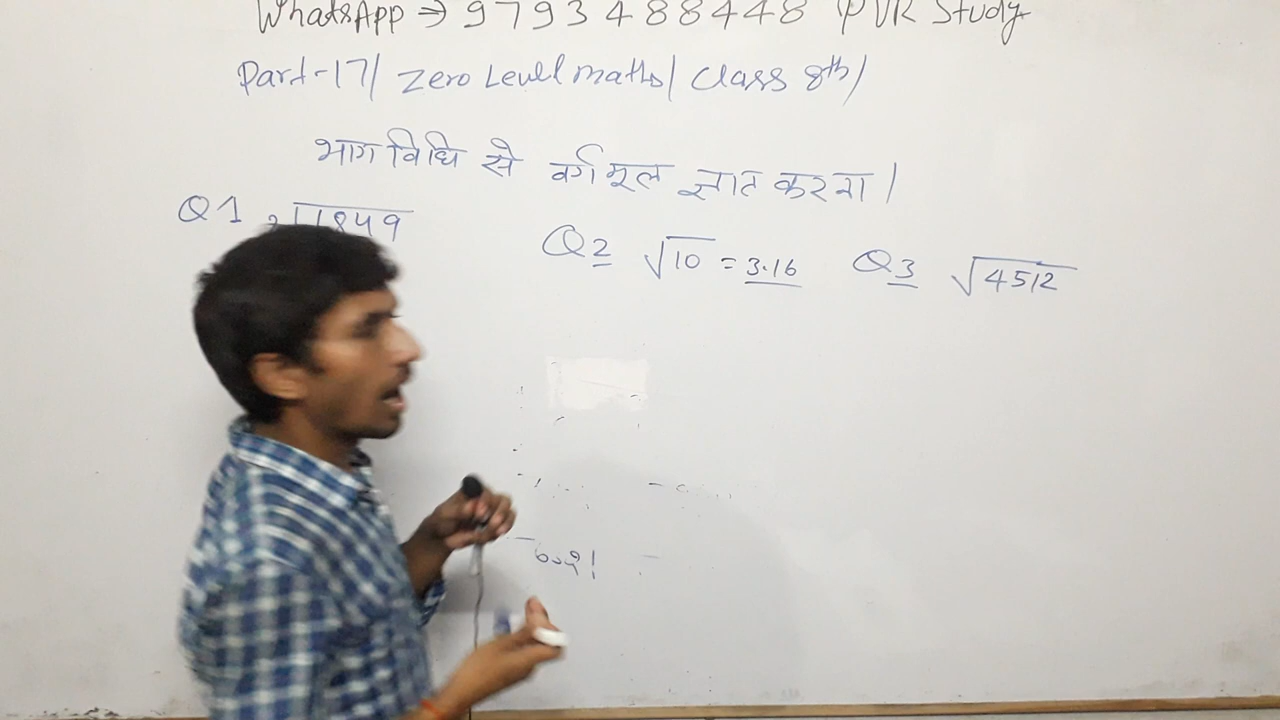 WhatsApp → 9793488448 PVR Study
Part-17/ Zero Level maths/ Class 8th/
भाग विधि से वर्गमूल ज्ञात करना।
Q1 √1849
Q2 √10 = 3.16 Q3 √4512